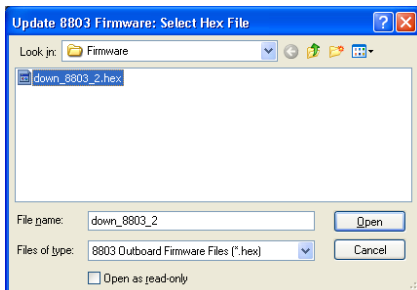 Update 8803 Firmware: Select Hex File
Look in: Firmware
down_8803_2.hex
File name: down_8803_2 Open
Files of type: 8803 Outboard Firmware Files (*.hex) Cancel
Open as read-only